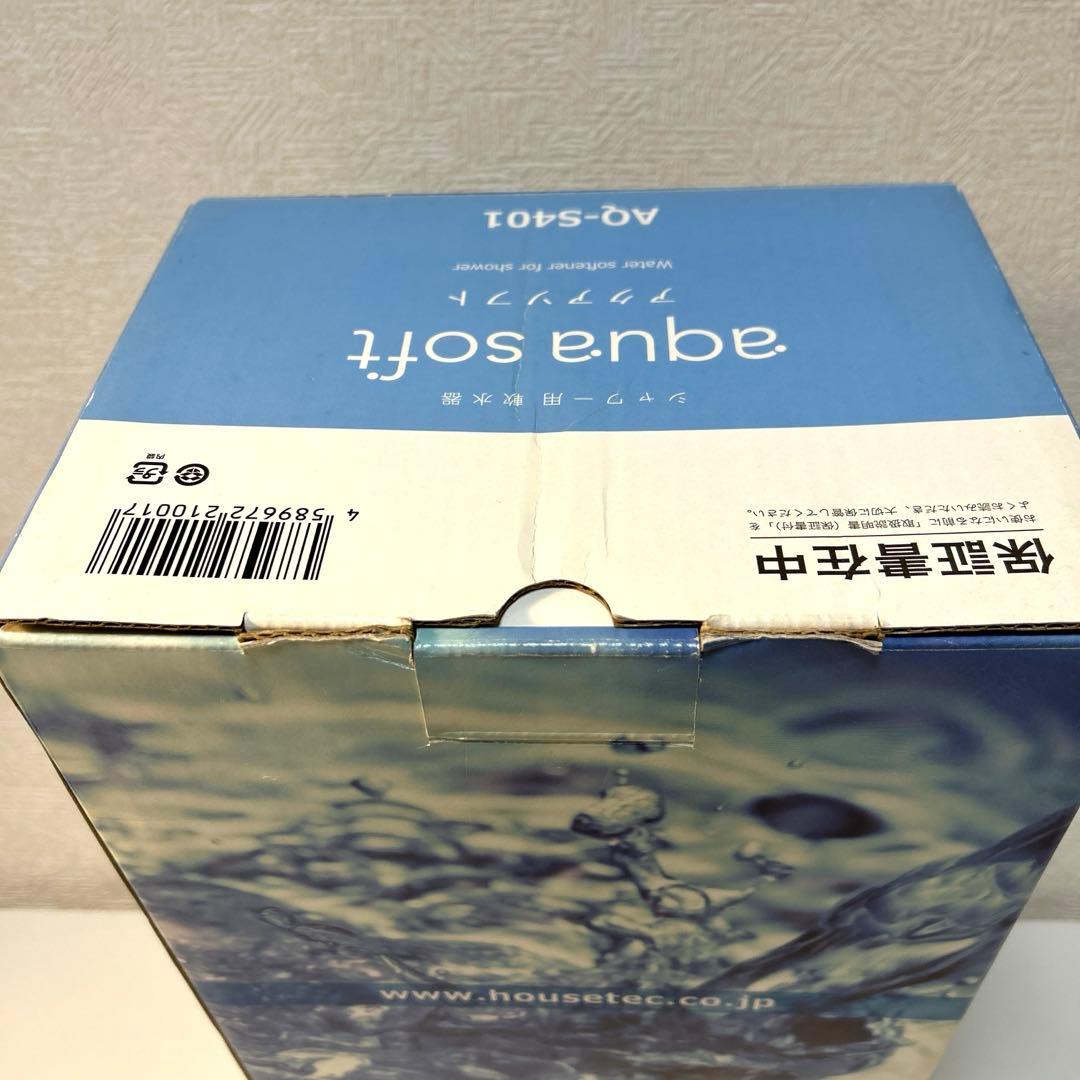 シャワー用軟水器
aqua soft
アクアソフト
Water softener for shower
AQ-S401
保証書在中
お使いになる前に「取扱説明書（保証書付）」を
よくお読みいただき、大切に保管してください。
4 589672 210017
内袋
www.housetec.co.jp